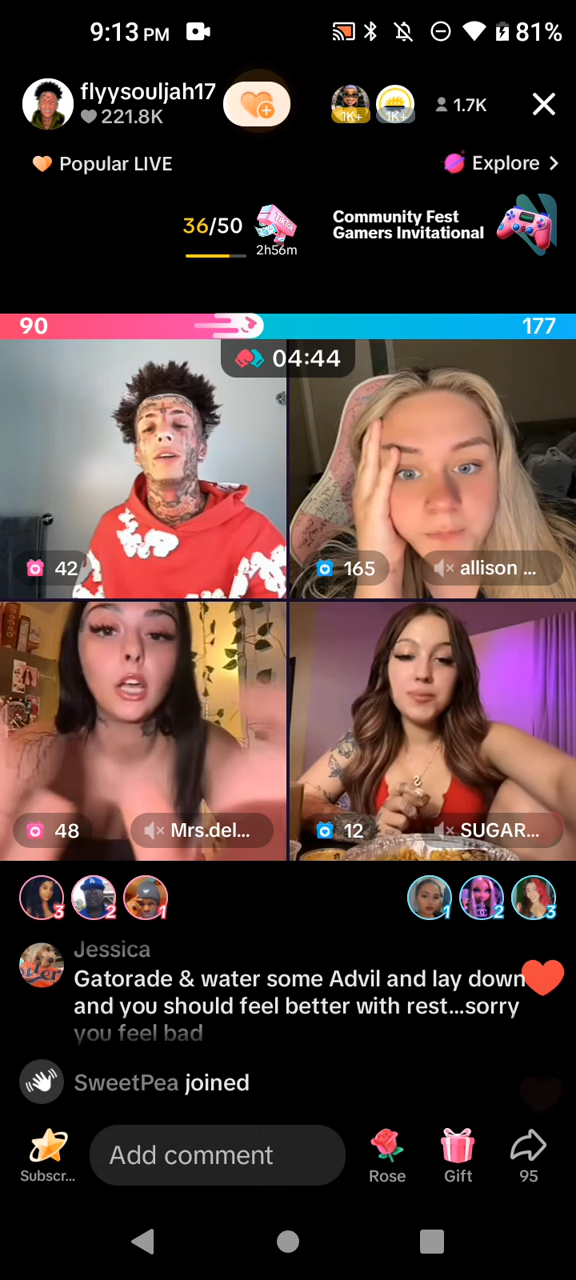 9:13 PM
81%
flyysouljah17
221.8K
1K+
1K+
1.7K
Popular LIVE
Explore >
36/50
2h56m
Community Fest
Gamers Invitational
90
177
04:44
42
165
allison ...
48
Mrs.del...
12
SUGAR...
3
2
1
1
2
3
Jessica
Gatorade & water some Advil and lay down
and you should feel better with rest...sorry
you feel bad
SweetPea joined
Subscr...
Add comment
Rose
Gift
95